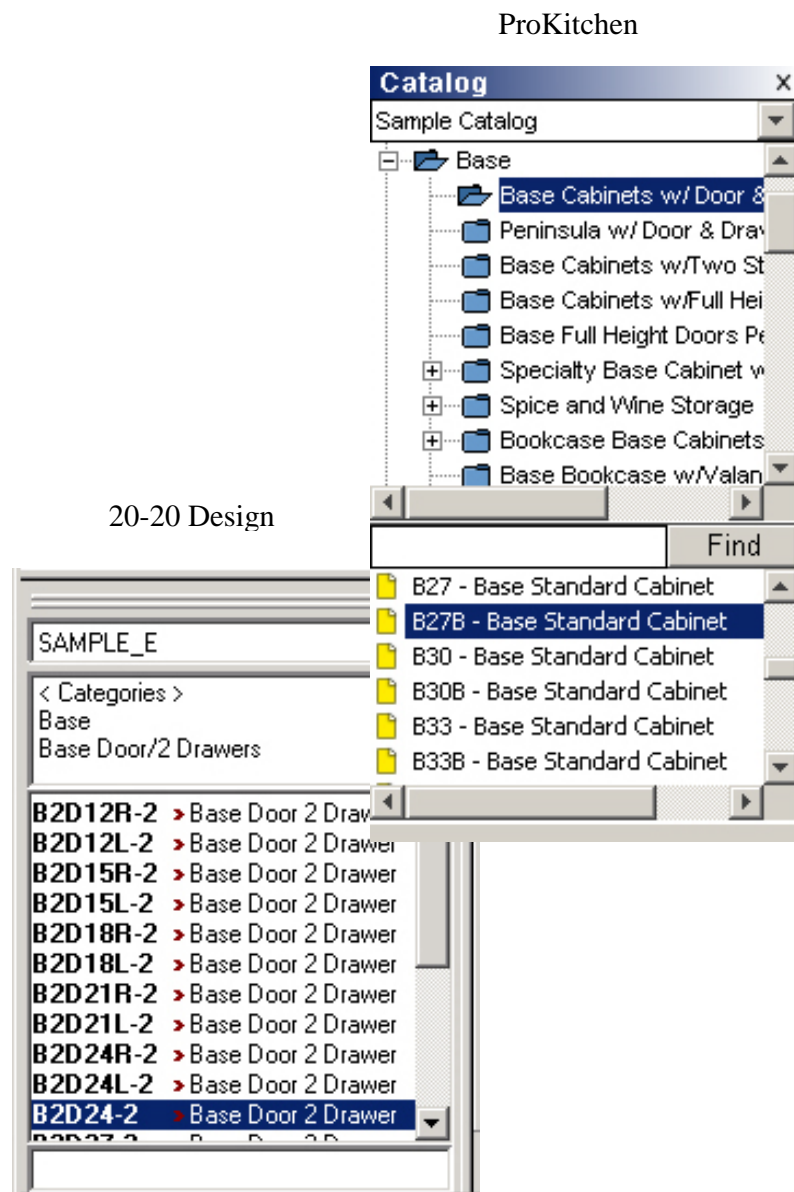 ProKitchen
Catalog
Sample Catalog
Base
Base Cabinets w/ Door &
Peninsula w/ Door &
Base Cabinets w/Two
Base Cabinets w/Full
Base Full Height Doors
Specialty Base Cabinet
Spice and Wine Storage
Bookcase Base Cabinets
Base Bookcase
Find
B27 - Base Standard Cabinet
B27B - Base Standard Cabinet
B30 - Base Standard Cabinet
B30B - Base Standard Cabinet
B33 - Base Standard Cabinet
B33B - Base Standard Cabinet
20-20 Design
SAMPLE_E
< Categories >
Base
Base Door/2 Drawers
B2D12R-2 Base Door 2
B2D12L-2 Base Door 2 Drawer
B2D15R-2 Base Door 2 Drawer
B2D15L-2 Base Door 2 Drawer
B2D18R-2 Base Door 2 Drawer
B2D18L-2 Base Door 2 Drawer
B2D21R-2 Base Door 2 Drawer
B2D21L-2 Base Door 2 Drawer
B2D24R-2 Base Door 2 Drawer
B2D24L-2 Base Door 2 Drawer
B2D24-2 Base Door 2 Drawer